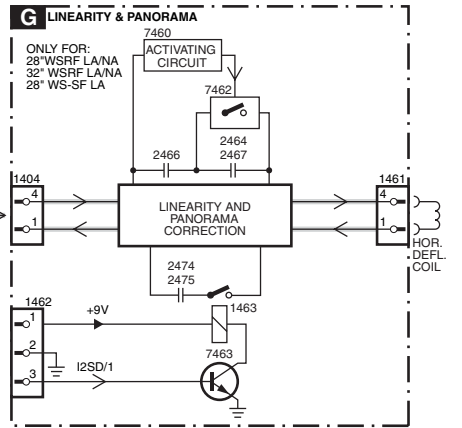 G LINEARITY & PANORAMA
ONLY FOR:
28"WSRF LA/NA
32" WSRF LA/NA
28" WS-SF LA
7460
ACTIVATING
CIRCUIT
7462
2464
2466
2467
1404
4
1
LINEARITY AND
PANORAMA
CORRECTION
1461
4
1
HOR.
DEFL.
COIL
2474
2475
1462
1
+9V
1463
2
7463
3
I2SD/1